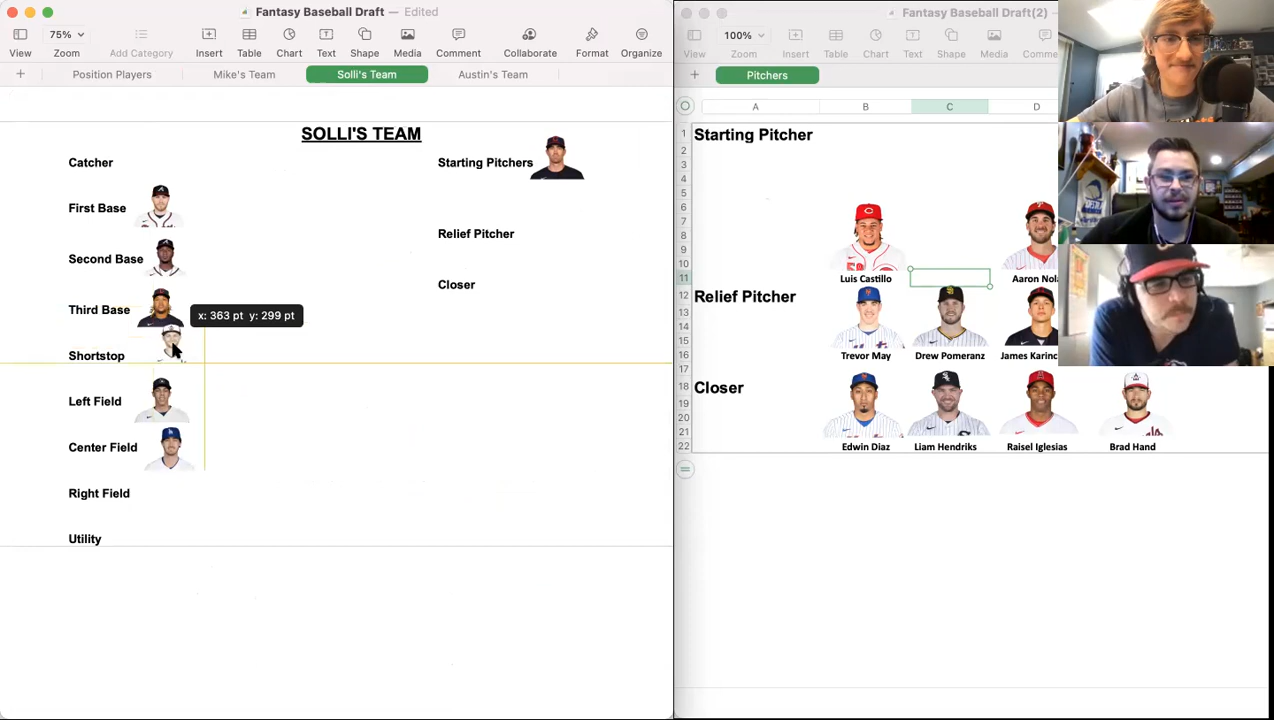 Fantasy Baseball Draft — Edited
75%
View Zoom Add Category Insert Table Chart Text Shape Media Comment Collaborate Format Organize
+ Position Players Mike's Team Solli's Team Austin's Team
SOLLI'S TEAM
Catcher
First Base
Second Base
Third Base
Shortstop
Left Field
Center Field
Right Field
Utility
Starting Pitchers
Relief Pitcher
Closer
x: 363 pt y: 299 pt
Fantasy Baseball Draft(2) —
100%
View Zoom Add Category Insert Table Chart Text Shape Media Comme
+ Pitchers
A B C D
1 Starting Pitcher
2
3
4
5
6
7
8
9
10
11 Luis Castillo Aaron Nola
12 Relief Pitcher
13
14
15
16 Trevor May Drew Pomeranz James Karinc
17
18 Closer
19
20
21
22 Edwin Diaz Liam Hendriks Raisel Iglesias Brad Hand